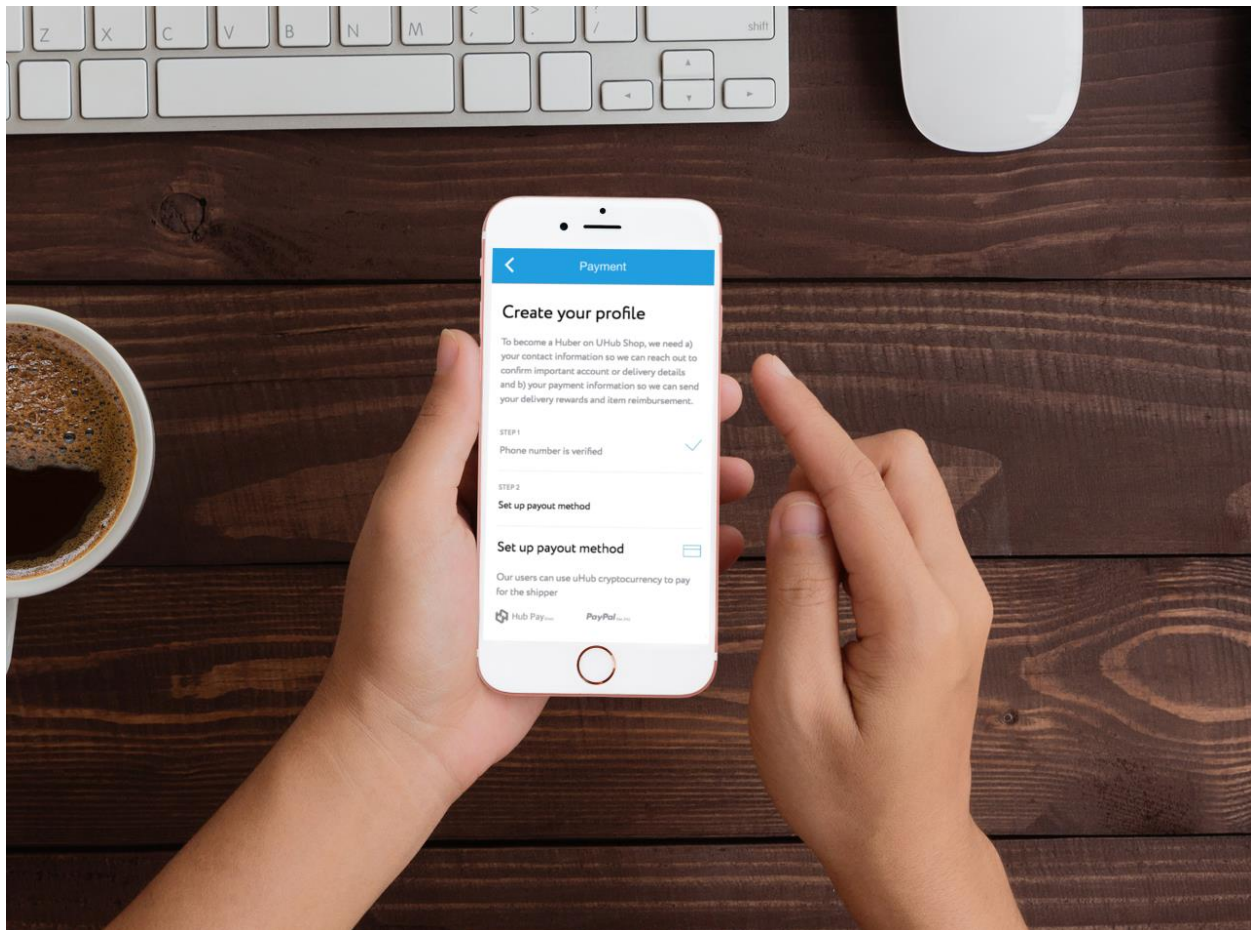 Z X C V B N M < , > . ? / shift
Payment
Create your profile
To become a Huber on UHub Shop, we need a)
your contact information so we can reach out to
confirm important account or delivery details
and b) your payment information so we can send
your delivery rewards and item reimbursement.
STEP 1
Phone number is verified
STEP 2
Set up payout method
Set up payout method
Our users can use uHub cryptocurrency to pay
for the shipper
Hub Pay PayPal